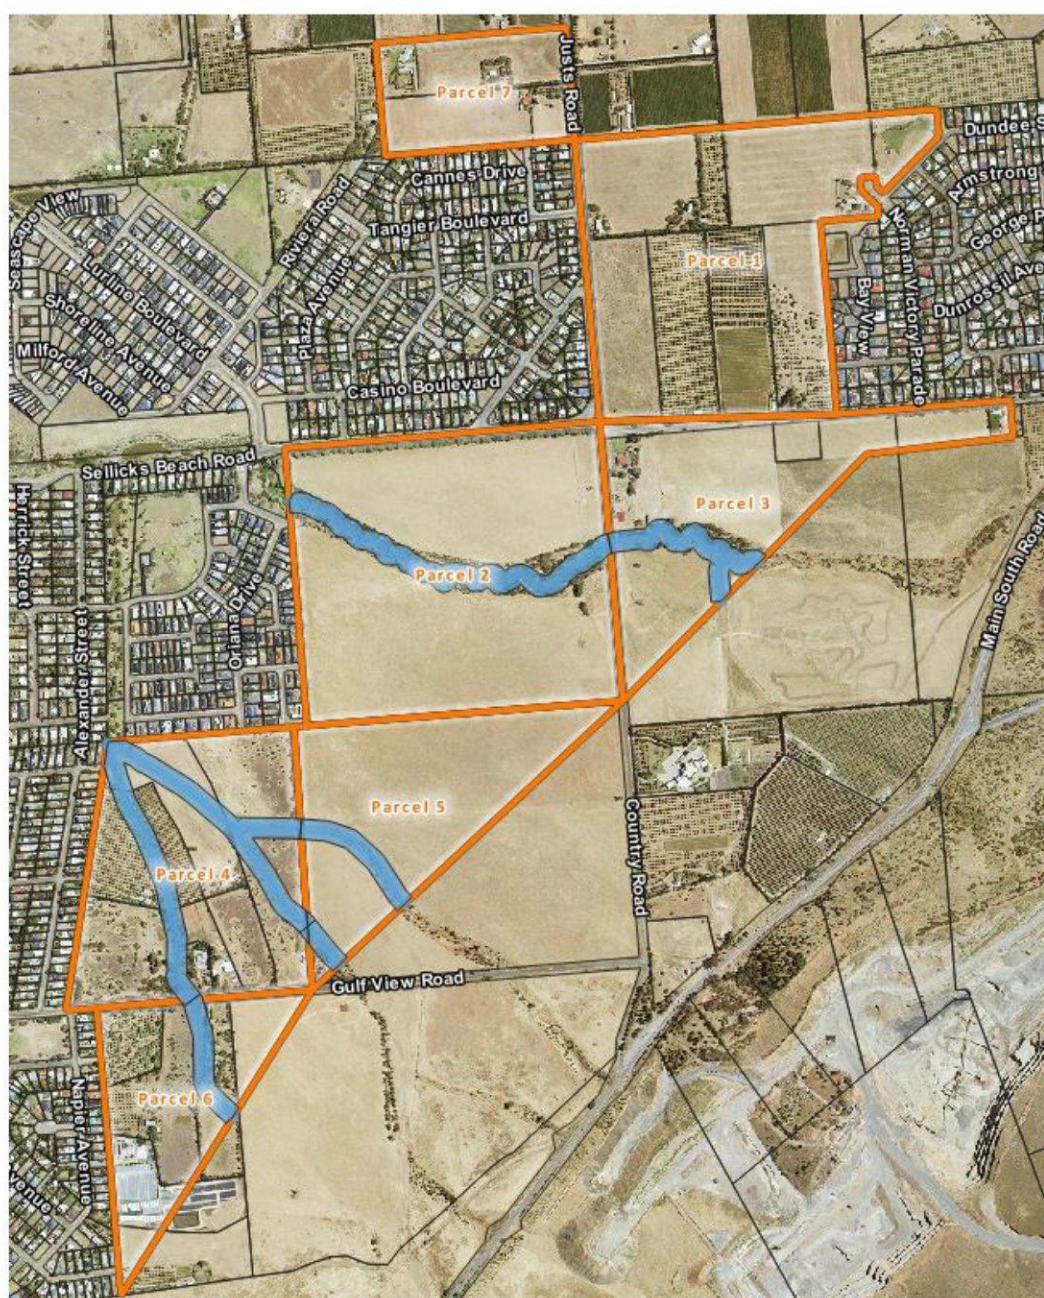 Justs Road
Parcel 7
Dundee S
Cannes Drive
Armstrong
Riviera Road
Tangier Boulevard
George P
Seascape View
Parcel 1
Norman Victory Parade
Lurline Boulevard
Plaza Avenue
Bay View
Dunrossil Ave
Shoreline Avenue
Milford Avenue
Casino Boulevard
Sellicks Beach Road
Herrick Street
Parcel 3
Main South Road
Parcel 2
Oriana Drive
Alexander Street
Parcel 5
Country Road
Parcel 4
Gulf View Road
Parcel 6
Napier Avenue
venue